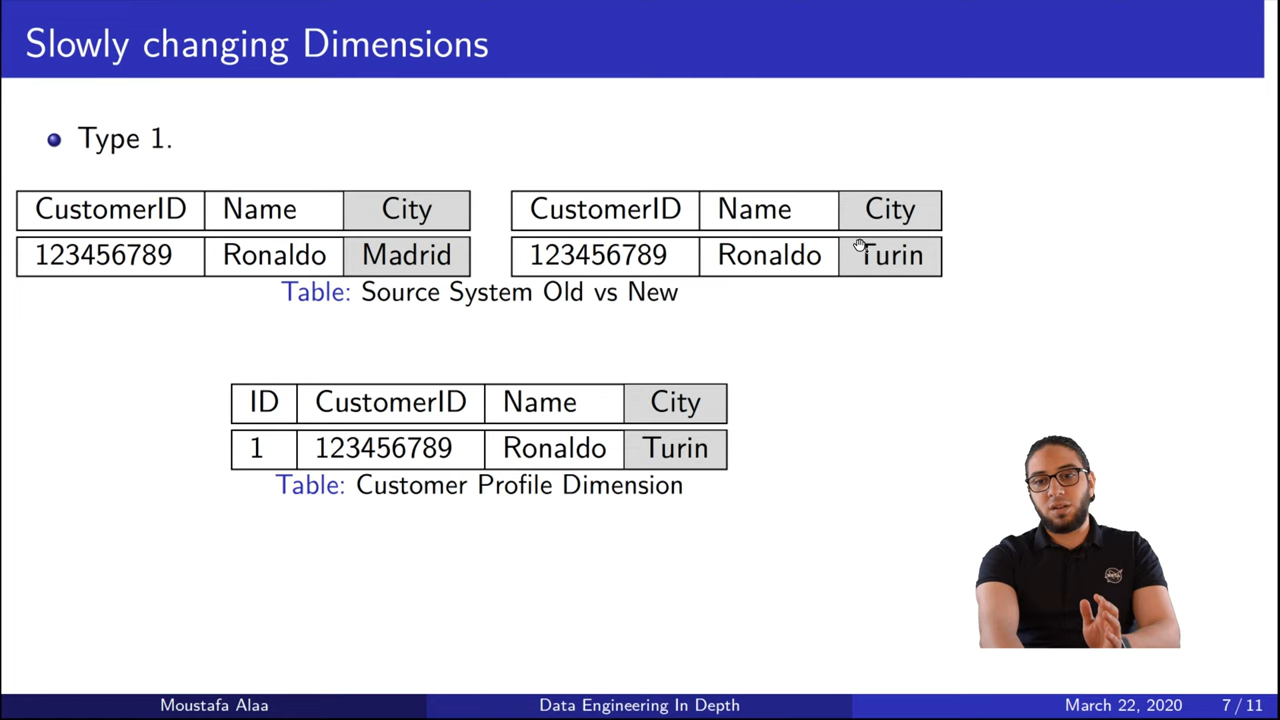 Slowly changing Dimensions
Type 1.
CustomerID Name City CustomerID Name City
123456789 Ronaldo Madrid 123456789 Ronaldo Turin
Table: Source System Old vs New
ID CustomerID Name City
1 123456789 Ronaldo Turin
Table: Customer Profile Dimension
Moustafa Alaa Data Engineering In Depth March 22, 2020 7 / 11